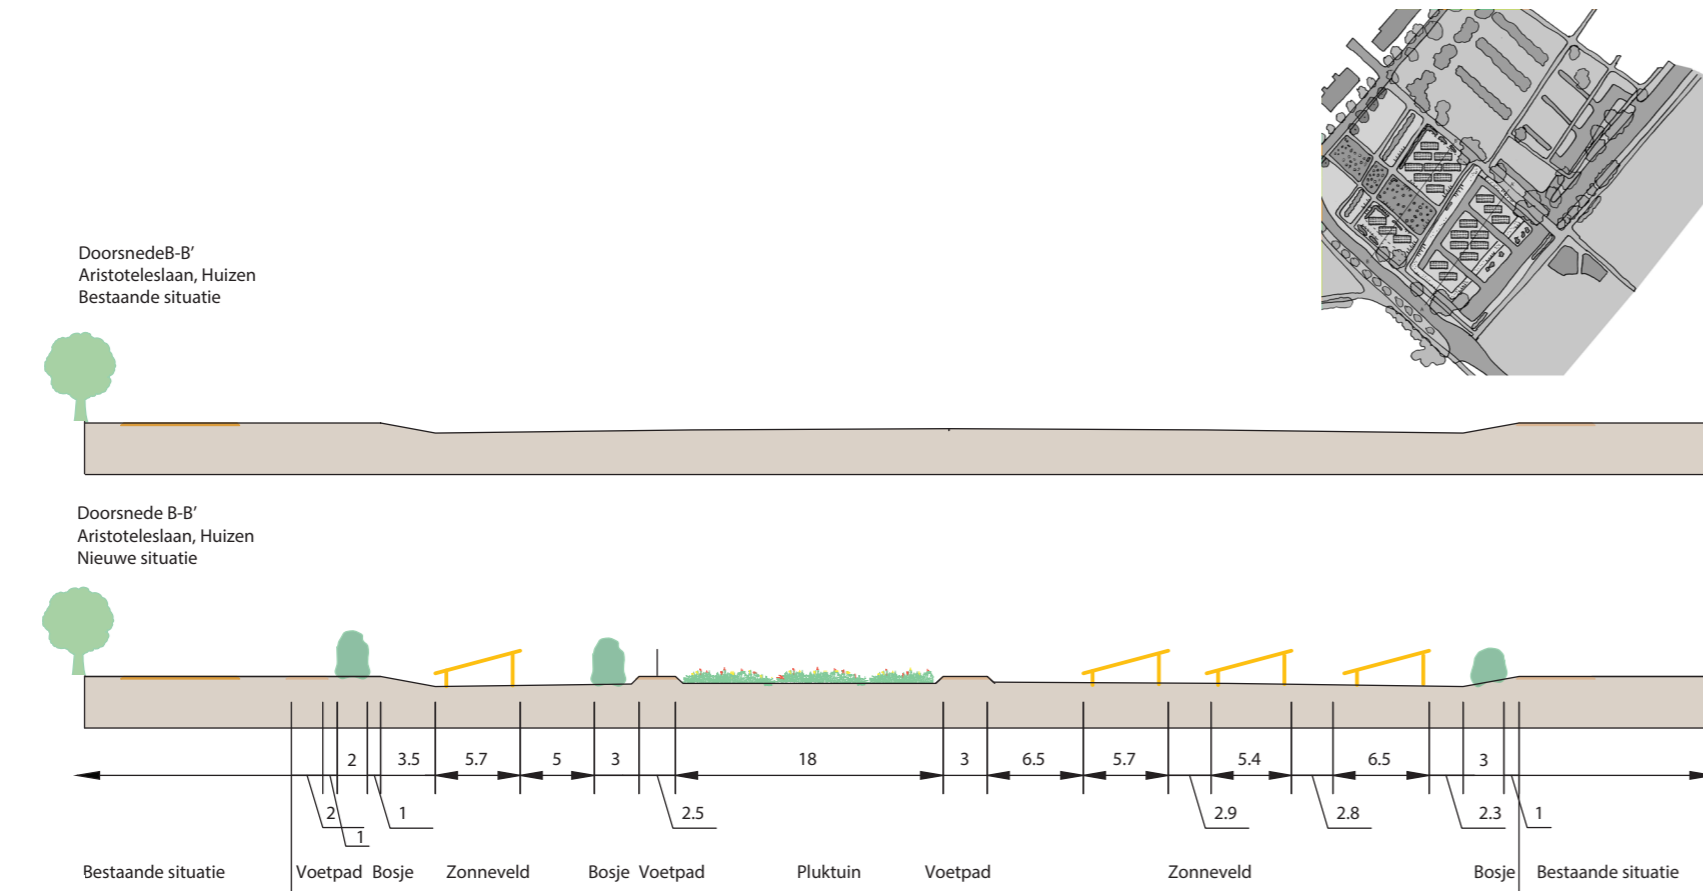 DoorsnedeB-B’
Aristoteleslaan, Huizen
Bestaande situatie
Doorsnede B-B’
Aristoteleslaan, Huizen
Nieuwe situatie
2 3.5 5.7 5 3 18 3 6.5 5.7 5.4 6.5 3
2 1 2.5 2.9 2.8 2.3 1
1
Bestaande situatie Voetpad Bosje Zonneveld Bosje Voetpad Pluktuin Voetpad Zonneveld Bosje Bestaande situatie